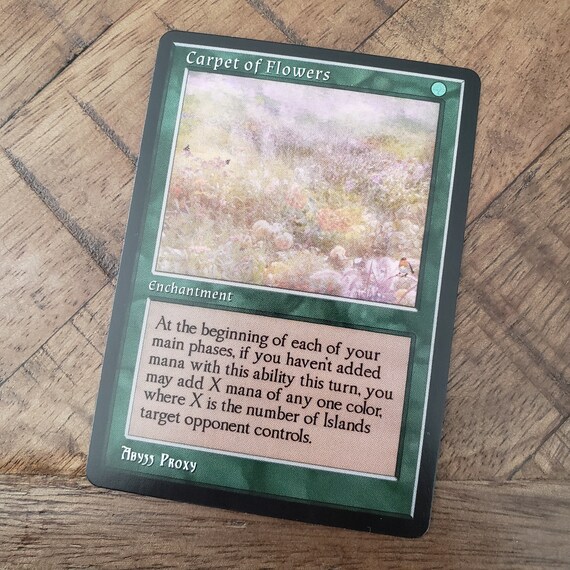 Carpet of Flowers
Enchantment
At the beginning of each of your
main phases, if you haven't added
mana with this ability this turn, you
may add X mana of any one color,
where X is the number of Islands
target opponent controls.
Abyss Proxy